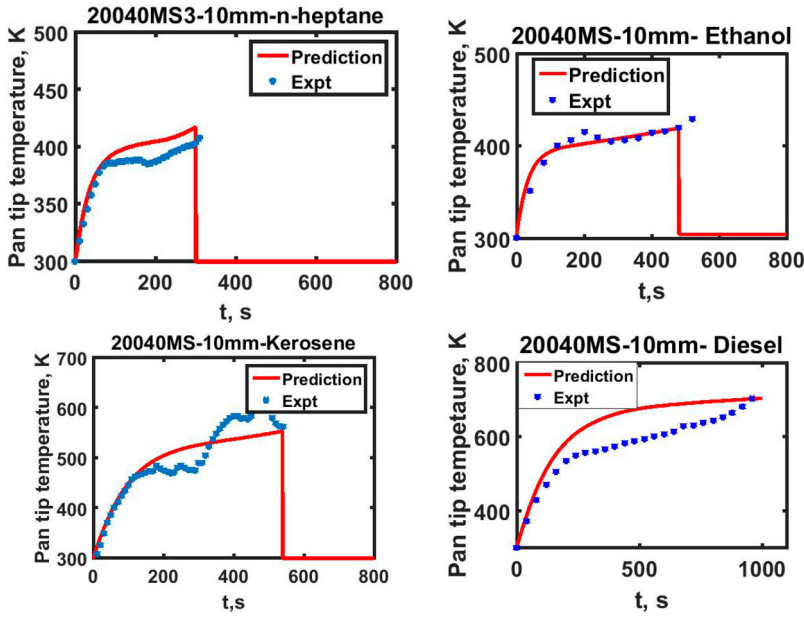 20040MS3-10mm-n-heptane
Pan tip temperature, K
500
450
400
350
300
Prediction
Expt
0 200 400 600 800
t, s
20040MS-10mm- Ethanol
Pan tip temperature, K
500
400
300
Prediction
Expt
0 200 400 600 800
t,s
20040MS-10mm-Kerosene
Pan tip temperature, K
700
600
500
400
300
Prediction
Expt
0 200 400 600 800
t,s
20040MS-10mm- Diesel
Pan tip tempetaure, K
800
600
400
Prediction
Expt
0 500 1000
t, s